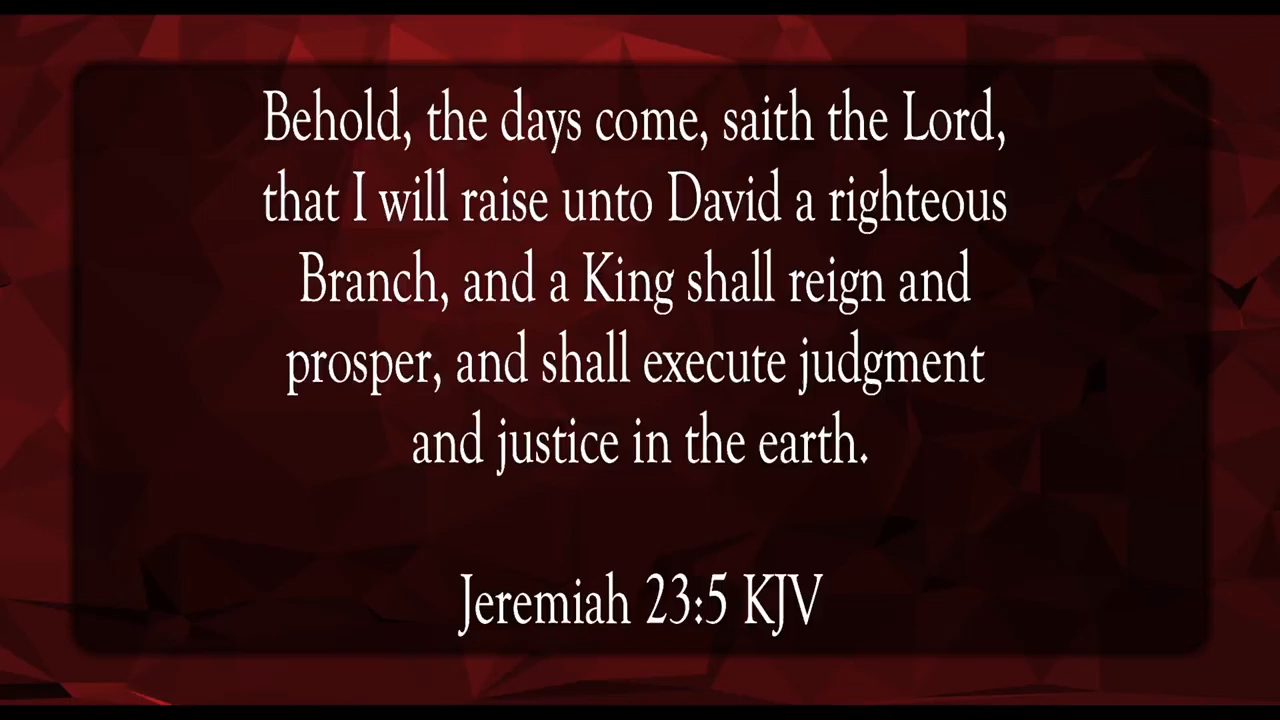 Behold, the days come, saith the Lord,
that I will raise unto David a righteous
Branch, and a King shall reign and
prosper, and shall execute judgment
and justice in the earth.
Jeremiah 23:5 KJV